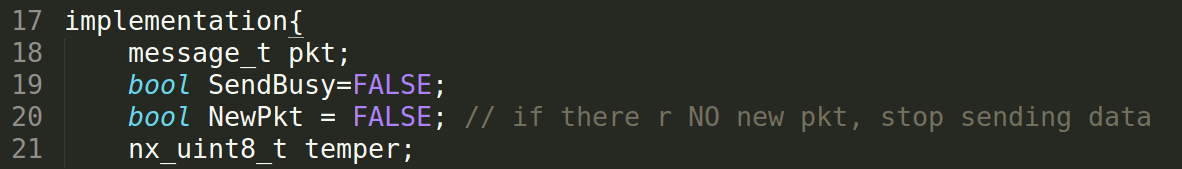 17 implementation{
18     message_t pkt;
19     bool SendBusy=FALSE;
20     bool NewPkt = FALSE; // if there r NO new pkt, stop sending data
21     nx_uint8_t temper;